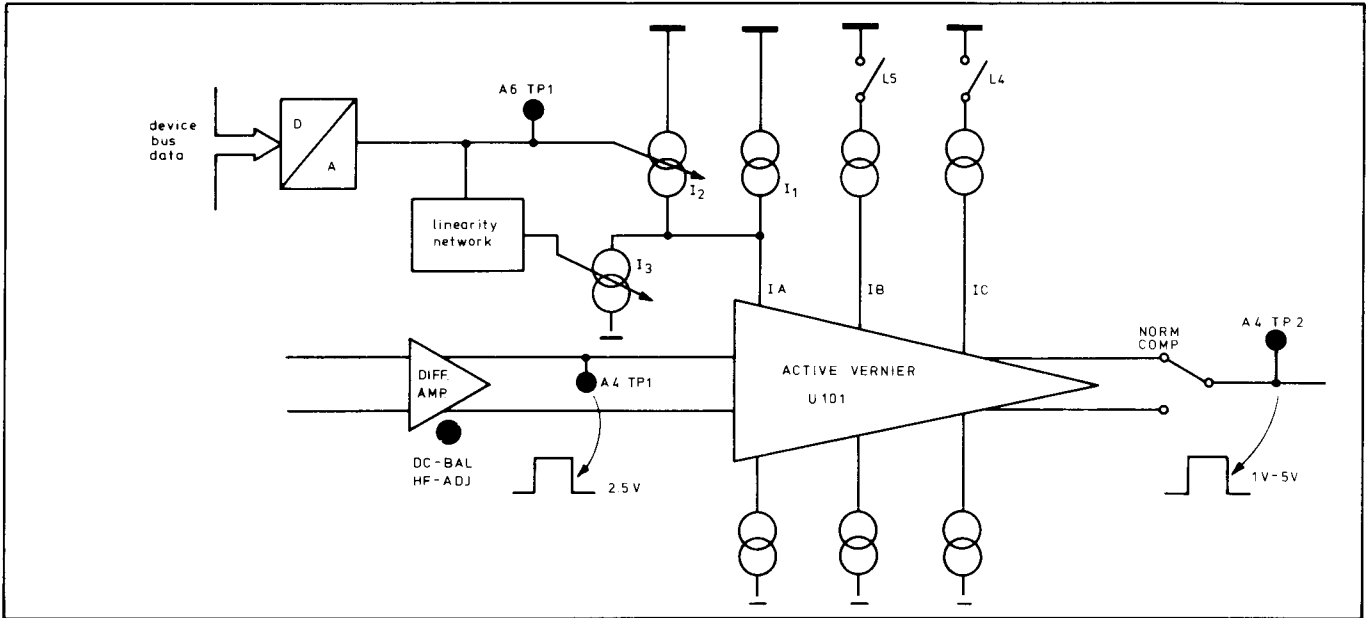 device
bus
data
D
A
A6 TP1
linearity
network
I2
I1
I3
L5
L4
IA
IB
IC
DIFF.
AMP.
DC-BAL
HF-ADJ
A4 TP1
2.5V
ACTIVE VERNIER
U101
NORM
COMP
A4 TP2
1V-5V